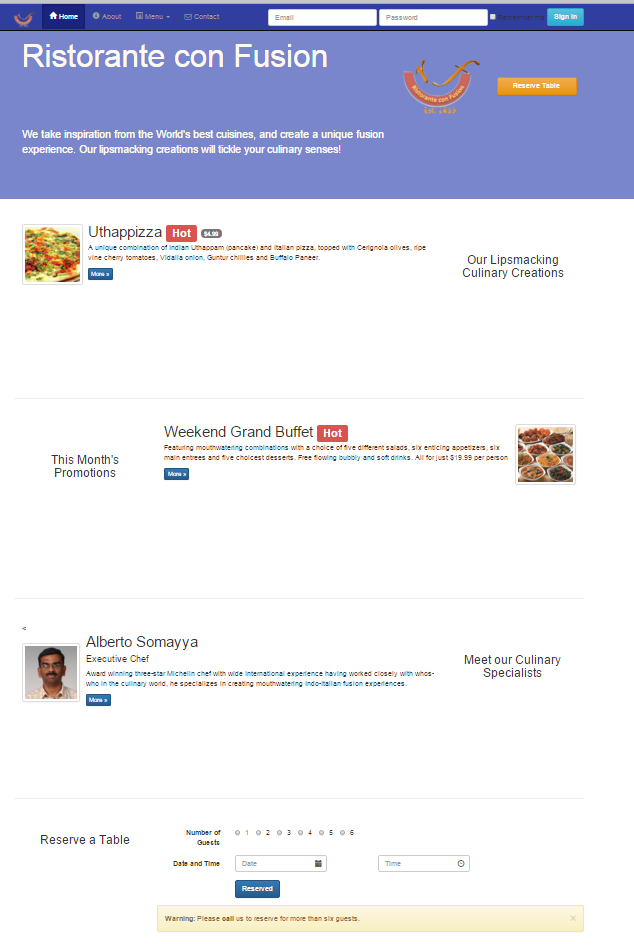 Home About Menu Contact Email Password Remember me Sign in
Ristorante con Fusion
Ristorante con Fusion
Reserve Table
We take inspiration from the World's best cuisines, and create a unique fusion
experience. Our lipsmacking creations will tickle your culinary senses!
Uthappizza Hot $4.99
A unique combination of Indian Uthappam (pancake) and Italian pizza, topped with Cerignola olives, ripe
vine cherry tomatoes, Vidalia onion, Guntur chillies and Buffalo Paneer.
More »
Our Lipsmacking
Culinary Creations
This Month's
Promotions
Weekend Grand Buffet Hot
Featuring mouthwatering combinations with a choice of five different salads, six enticing appetizers, six
main entrees and five choicest desserts. Free flowing bubbly and soft drinks. All for just $19.99 per person
More »
<
Alberto Somayya
Executive Chef
Award winning three-star Michelin chef with wide International experience having worked closely with whos-
who in the culinary world, he specializes in creating mouthwatering Indo-Italian fusion experiences.
More »
Meet our Culinary
Specialists
Reserve a Table
Number of
Guests
1 2 3 4 5 6
Date and Time Date Time
Reserved
Warning: Please call us to reserve for more than six guests. ×